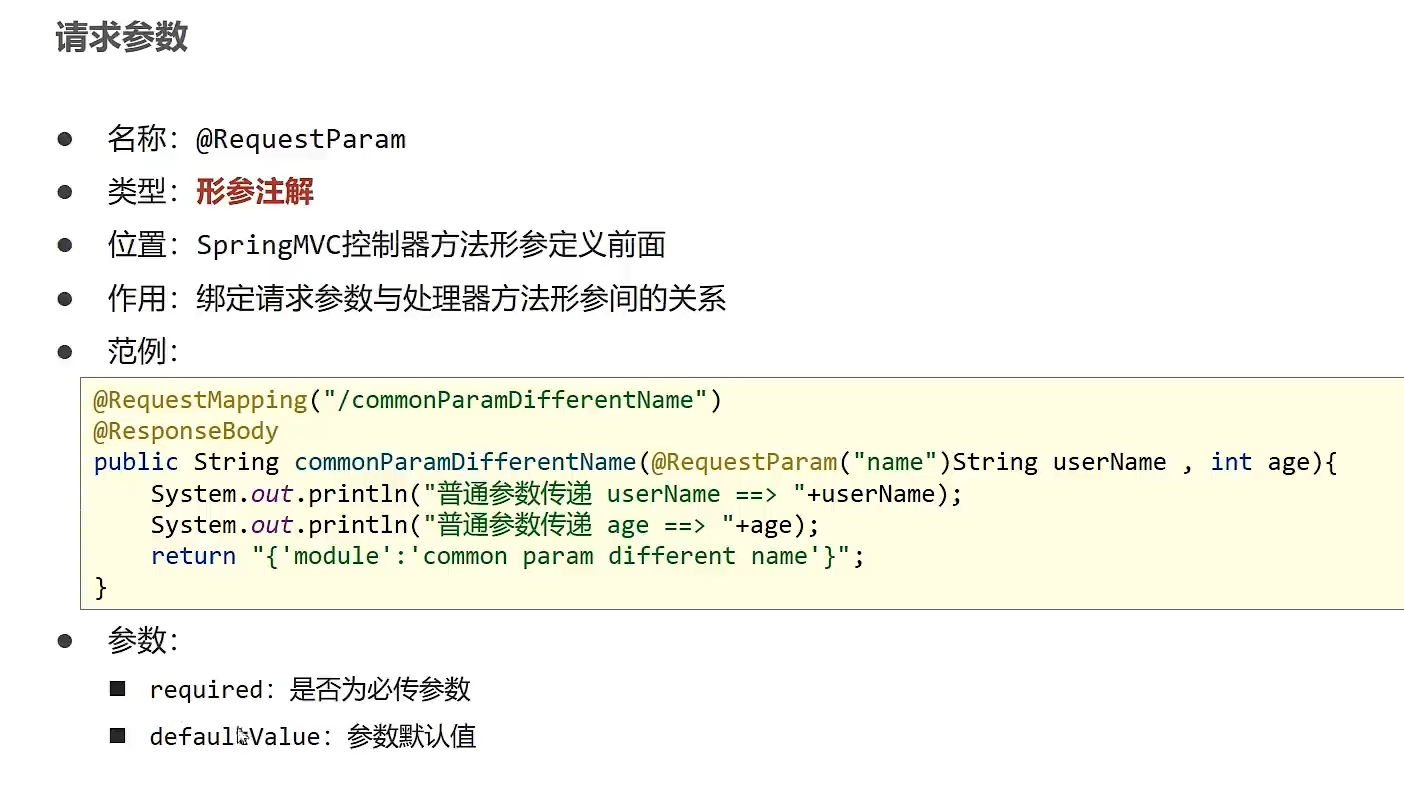 请求参数
名称：@RequestParam
类型：形参注解
位置：SpringMVC控制器方法形参定义前面
作用：绑定请求参数与处理器方法形参间的关系
范例：
@RequestMapping("/commonParamDifferentName")
@ResponseBody
public String commonParamDifferentName(@RequestParam("name")String userName , int age){
    System.out.println("普通参数传递 userName ==> "+userName);
    System.out.println("普通参数传递 age ==> "+age);
    return "{'module':'common param different name'}";
}
参数：
required：是否为必传参数
defaultValue：参数默认值